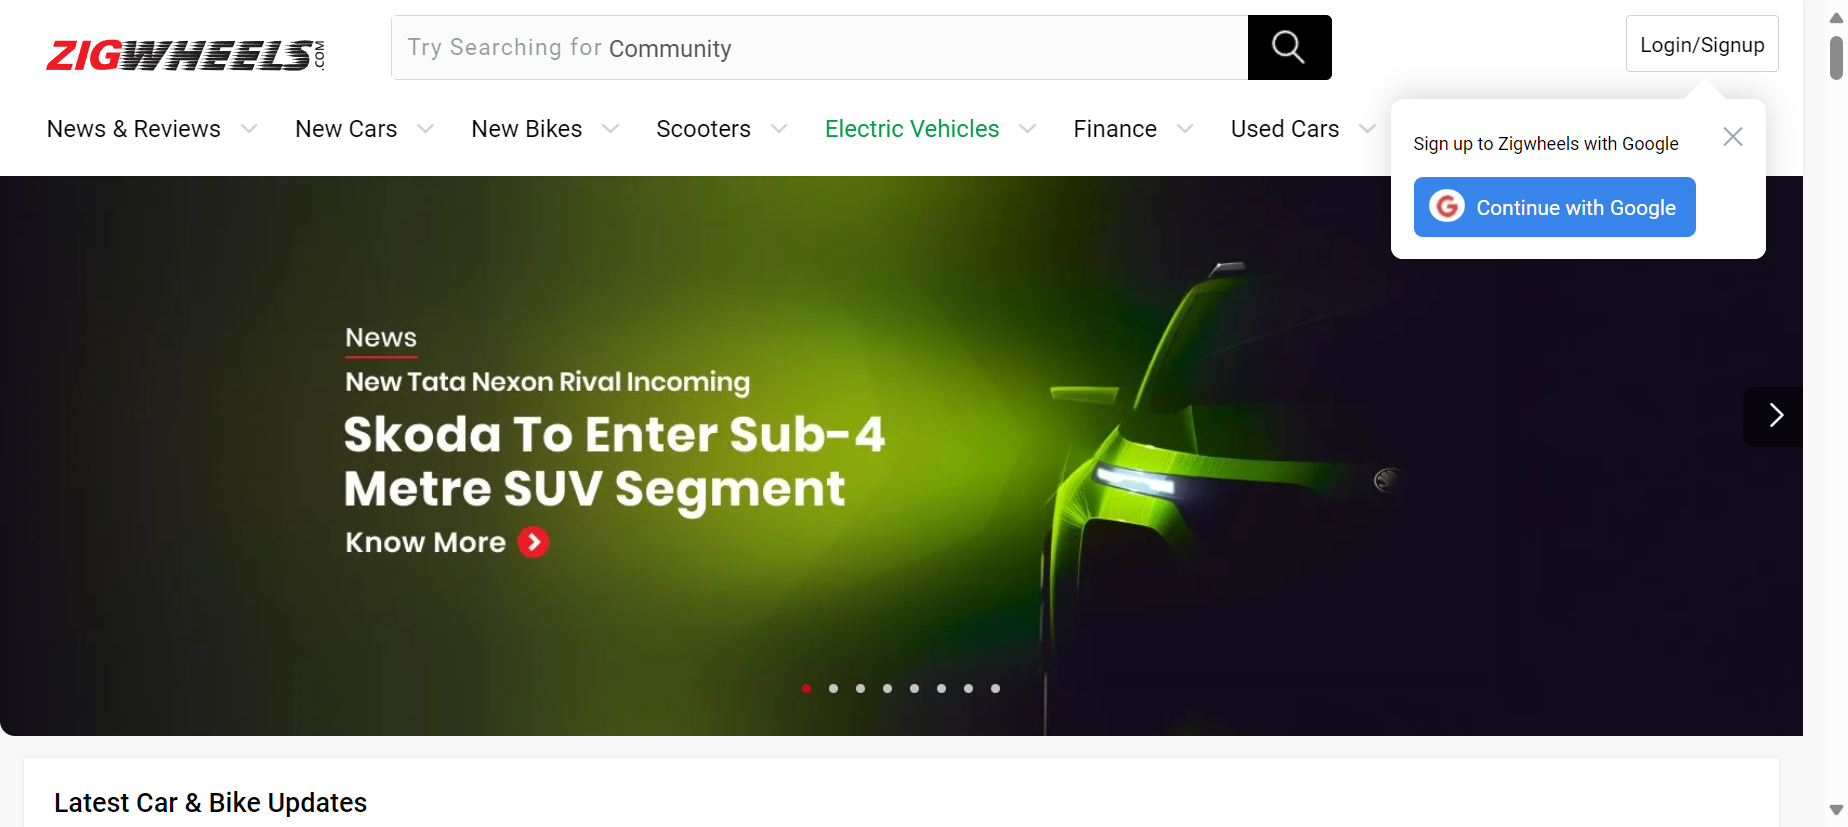 ZIGWHEELS.COM
Try Searching for Community
Login/Signup
News & Reviews
New Cars
New Bikes
Scooters
Electric Vehicles
Finance
Used Cars
Sign up to Zigwheels with Google
G Continue with Google
News
New Tata Nexon Rival Incoming
Skoda To Enter Sub-4
Metre SUV Segment
Know More
Latest Car & Bike Updates